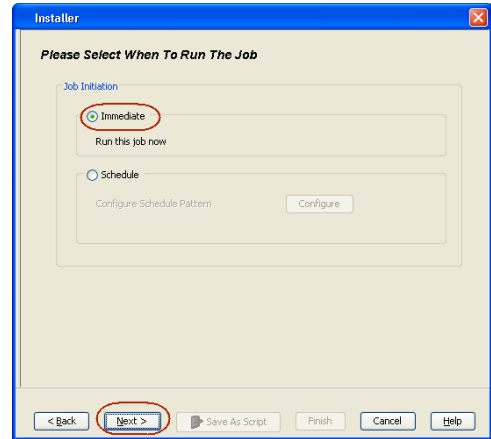 Installer
Please Select When To Run The Job
Job Initiation
Immediate
Run this job now
Schedule
Configure Schedule Pattern Configure
< Back Next > Save As Script Finish Cancel Help